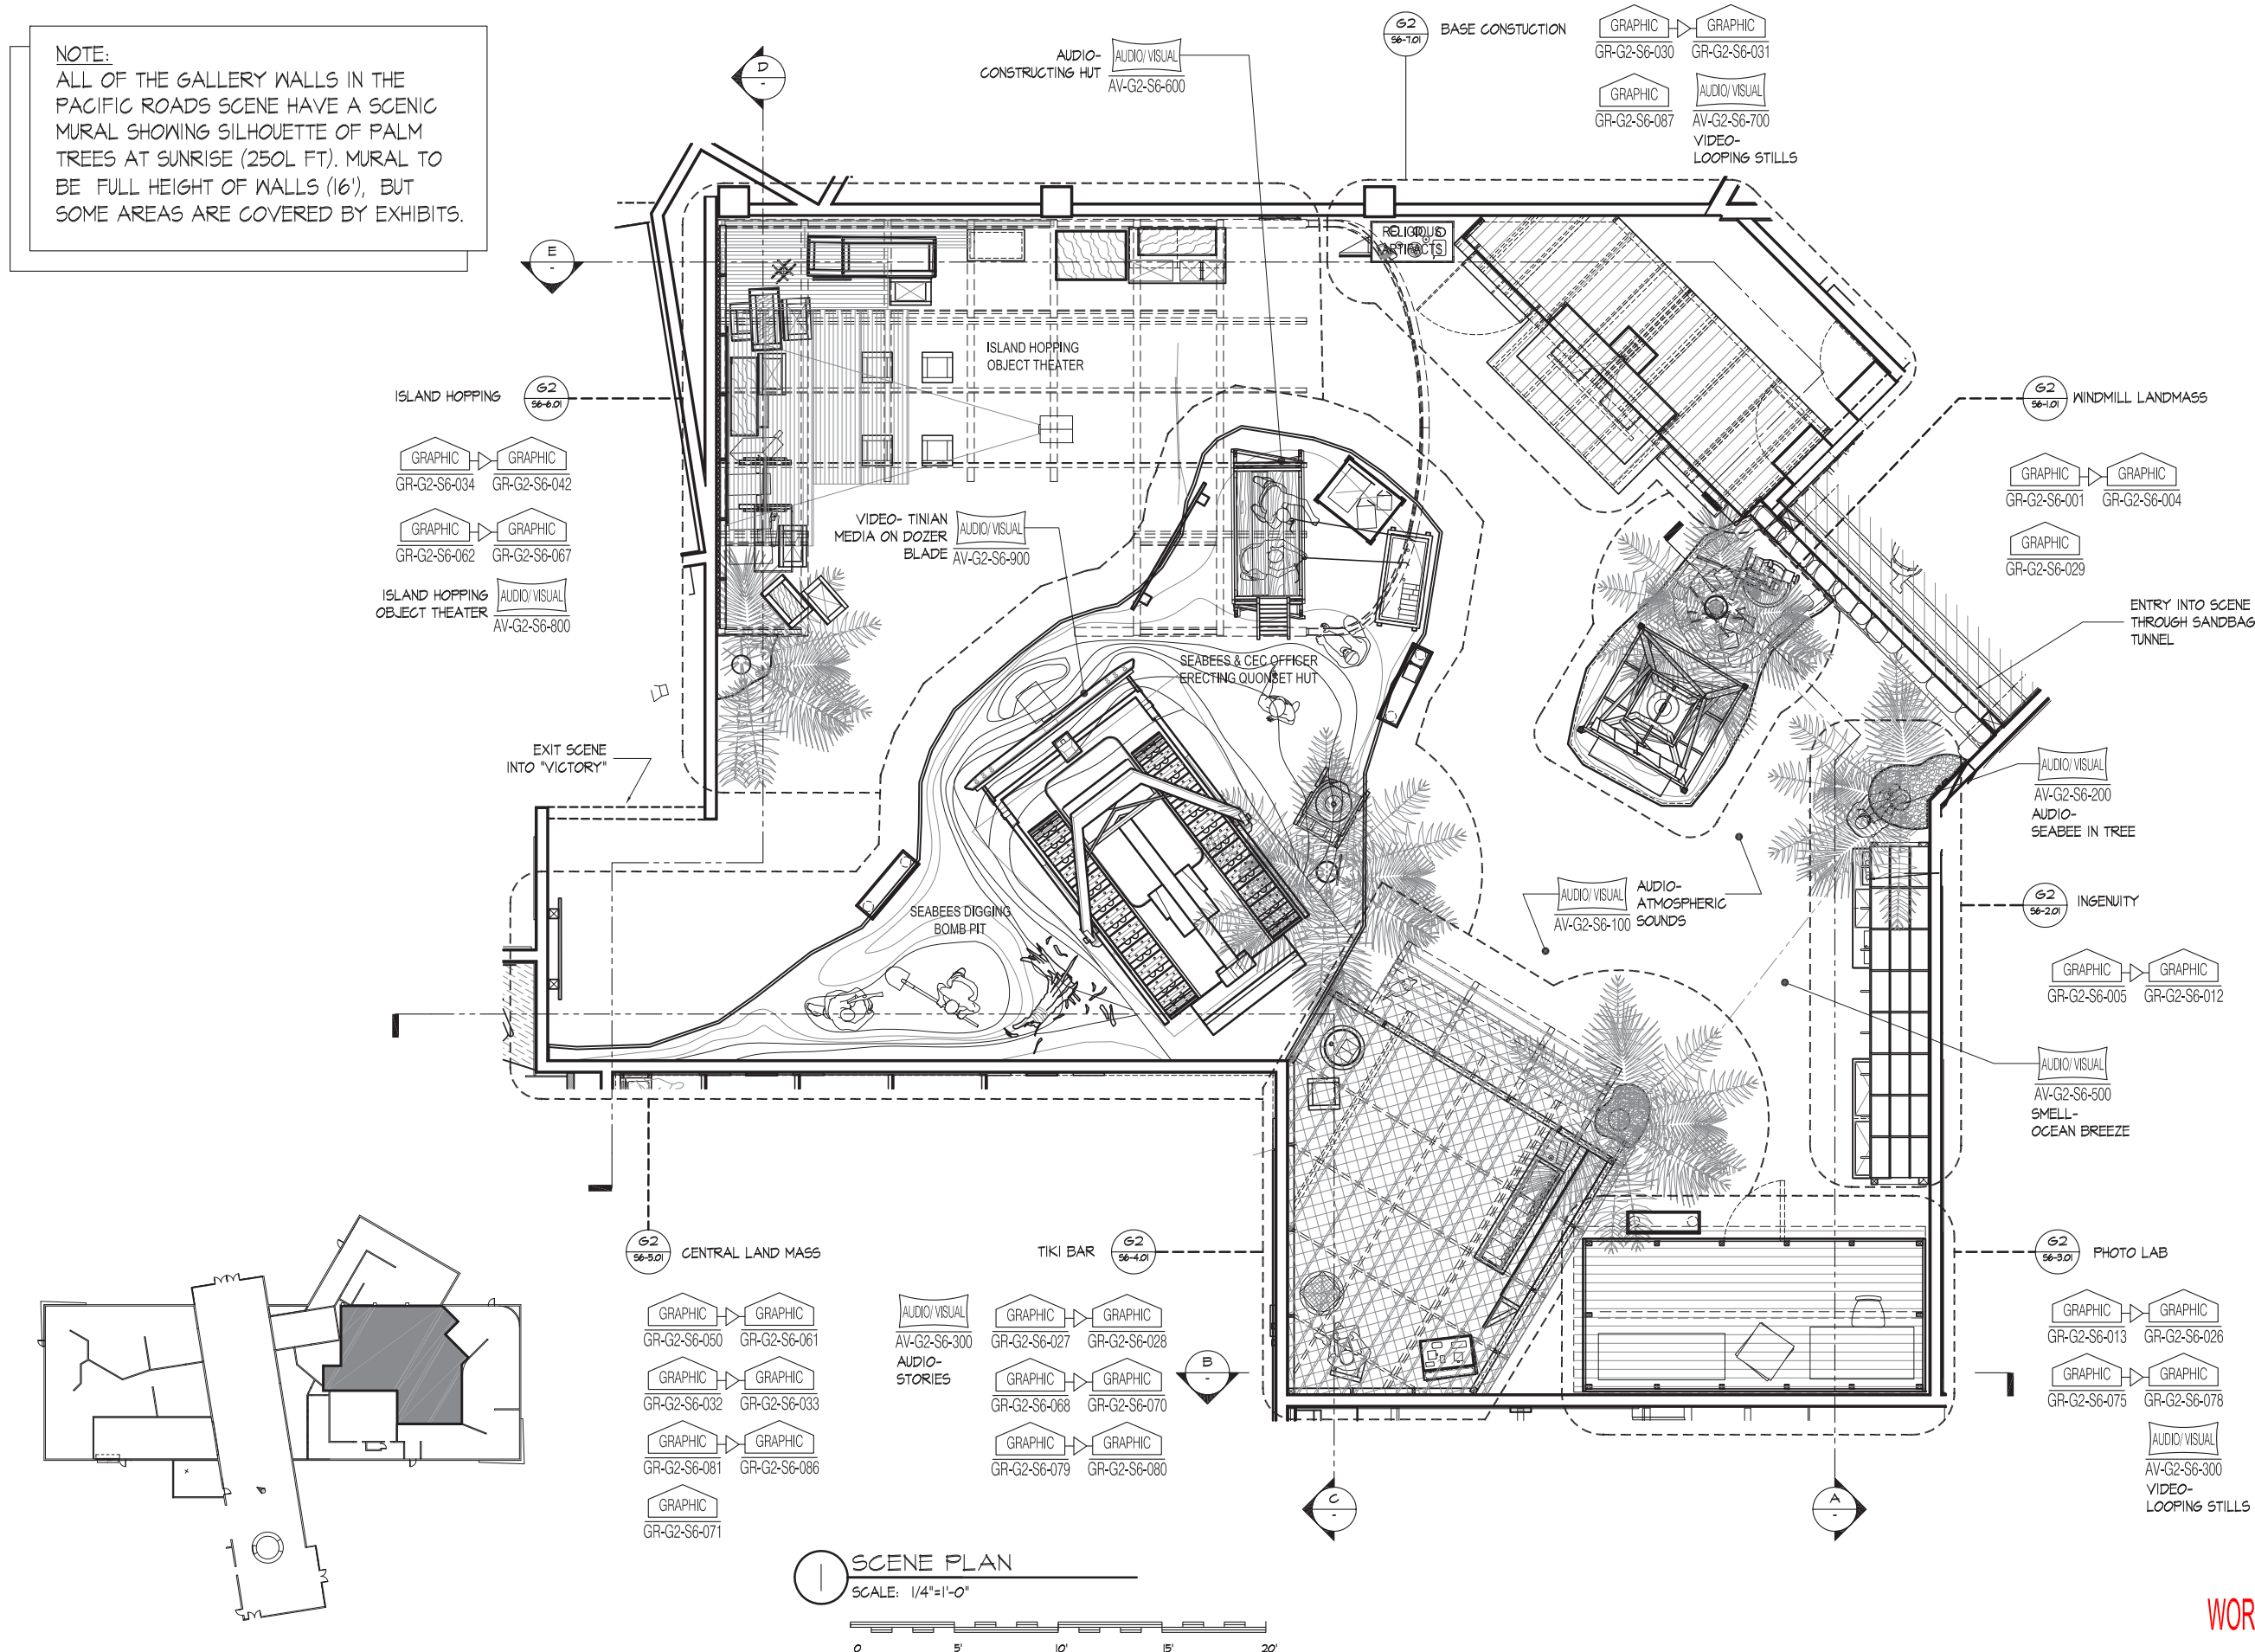 NOTE:
ALL OF THE GALLERY WALLS IN THE
PACIFIC ROADS SCENE HAVE A SCENIC
MURAL SHOWING SILHOUETTE OF PALM
TREES AT SUNRISE (250L FT). MURAL TO
BE FULL HEIGHT OF WALLS (16'), BUT
SOME AREAS ARE COVERED BY EXHIBITS.
D
-
E
-
AUDIO-
CONSTRUCTING HUT
AUDIO/VISUAL
AV-G2-S6-600
G2
S6-7.01
BASE CONSTUCTION
GRAPHIC
GR-G2-S6-030
GRAPHIC
GR-G2-S6-031
GRAPHIC
GR-G2-S6-087
AUDIO/VISUAL
AV-G2-S6-700
VIDEO-
LOOPING STILLS
RELIGIOUS
ARTIFACTS
ISLAND HOPPING
OBJECT THEATER
ISLAND HOPPING
G2
S6-6.01
GRAPHIC
GR-G2-S6-034
GRAPHIC
GR-G2-S6-042
GRAPHIC
GR-G2-S6-062
GRAPHIC
GR-G2-S6-067
ISLAND HOPPING
OBJECT THEATER
AUDIO/VISUAL
AV-G2-S6-800
VIDEO- TINIAN
MEDIA ON DOZER
BLADE
AUDIO/VISUAL
AV-G2-S6-900
G2
S6-1.01
WINDMILL LANDMASS
GRAPHIC
GR-G2-S6-001
GRAPHIC
GR-G2-S6-004
GRAPHIC
GR-G2-S6-029
ENTRY INTO SCENE
THROUGH SANDBAG
TUNNEL
SEABEES & CEC OFFICER
ERECTING QUONSET HUT
EXIT SCENE
INTO "VICTORY"
AUDIO/VISUAL
AV-G2-S6-200
AUDIO-
SEABEE IN TREE
SEABEES DIGGING
BOMB PIT
AUDIO/VISUAL
AV-G2-S6-100
AUDIO-
ATMOSPHERIC
SOUNDS
G2
S6-2.01
INGENUITY
GRAPHIC
GR-G2-S6-005
GRAPHIC
GR-G2-S6-012
AUDIO/VISUAL
AV-G2-S6-500
SMELL-
OCEAN BREEZE
G2
S6-5.01
CENTRAL LAND MASS
GRAPHIC
GR-G2-S6-050
GRAPHIC
GR-G2-S6-061
GRAPHIC
GR-G2-S6-032
GRAPHIC
GR-G2-S6-033
GRAPHIC
GR-G2-S6-081
GRAPHIC
GR-G2-S6-086
GRAPHIC
GR-G2-S6-071
TIKI BAR
G2
S6-4.01
AUDIO/VISUAL
AV-G2-S6-300
AUDIO-
STORIES
GRAPHIC
GR-G2-S6-027
GRAPHIC
GR-G2-S6-028
GRAPHIC
GR-G2-S6-068
GRAPHIC
GR-G2-S6-070
GRAPHIC
GR-G2-S6-079
GRAPHIC
GR-G2-S6-080
B
-
C
-
A
-
G2
S6-3.01
PHOTO LAB
GRAPHIC
GR-G2-S6-013
GRAPHIC
GR-G2-S6-026
GRAPHIC
GR-G2-S6-075
GRAPHIC
GR-G2-S6-078
AUDIO/VISUAL
AV-G2-S6-300
VIDEO-
LOOPING STILLS
1
SCENE PLAN
SCALE: 1/4"=1'-0"
0 5' 10' 15' 20'
WOR